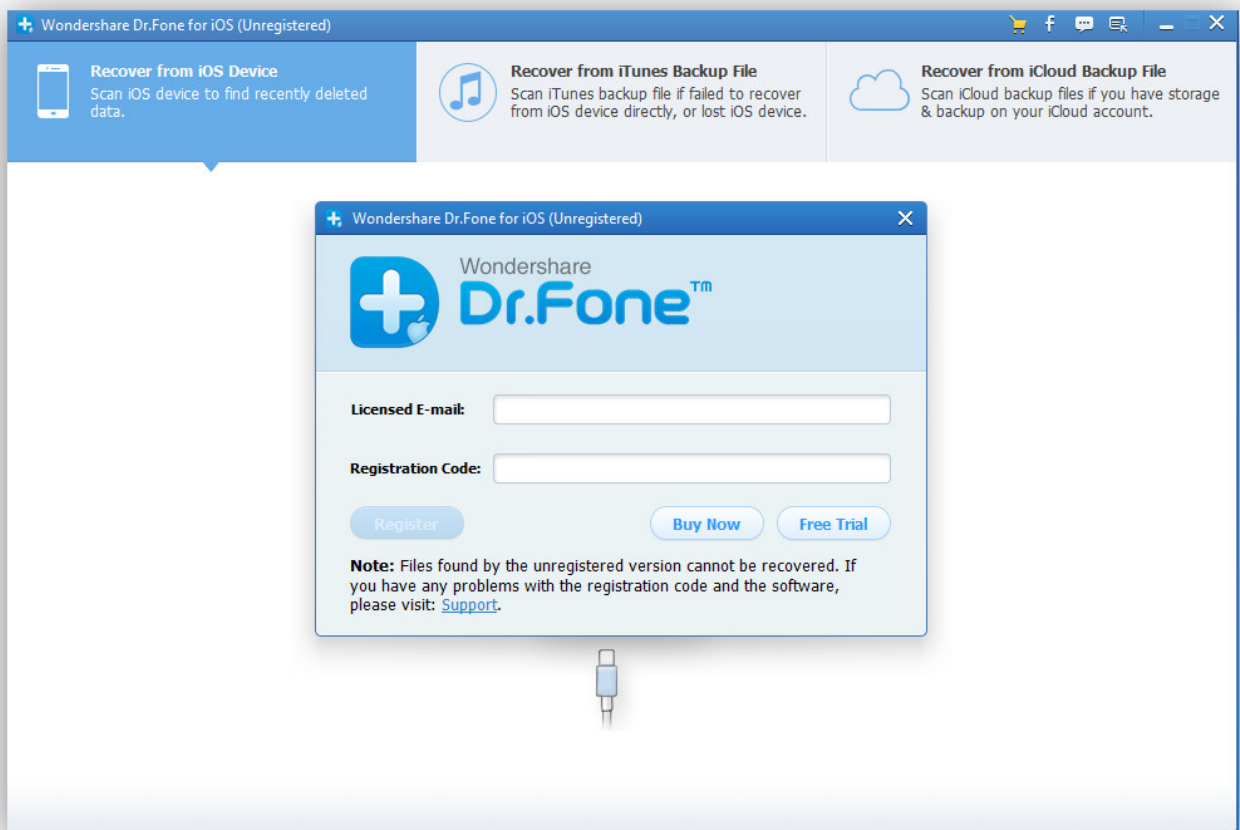 Wondershare Dr.Fone for iOS (Unregistered)
Recover from iOS Device
Scan iOS device to find recently deleted
data.
Recover from iTunes Backup File
Scan iTunes backup file if failed to recover
from iOS device directly, or lost iOS device.
Recover from iCloud Backup File
Scan iCloud backup files if you have storage
& backup on your iCloud account.
Wondershare Dr.Fone for iOS (Unregistered)
Wondershare
Dr.Fone™
Licensed E-mail:
Registration Code:
Register
Buy Now
Free Trial
Note: Files found by the unregistered version cannot be recovered. If
you have any problems with the registration code and the software,
please visit: Support.